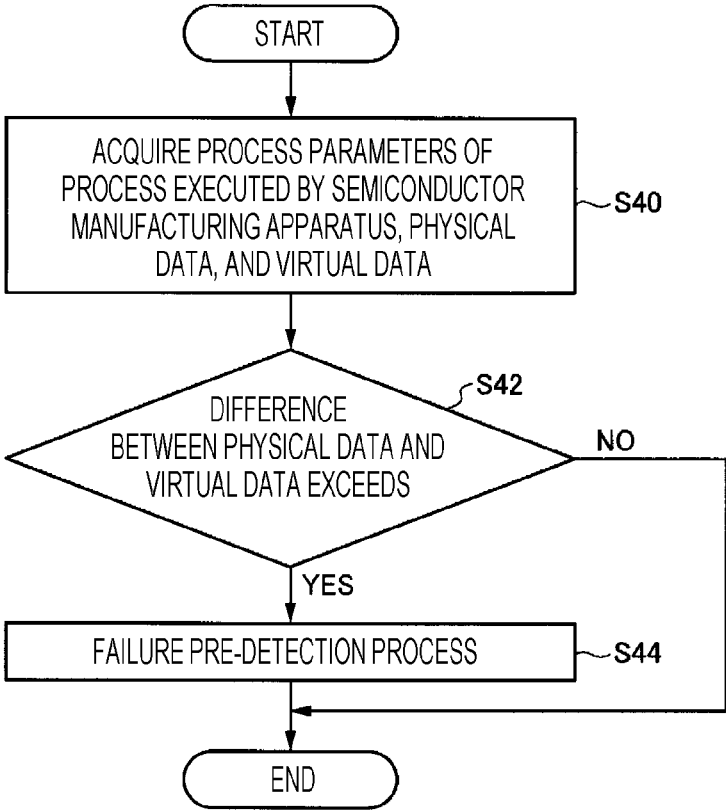 START
ACQUIRE PROCESS PARAMETERS OF
PROCESS EXECUTED BY SEMICONDUCTOR
MANUFACTURING APPARATUS, PHYSICAL
DATA, AND VIRTUAL DATA
S40
S42
DIFFERENCE
BETWEEN PHYSICAL DATA AND
VIRTUAL DATA EXCEEDS
NO
YES
FAILURE PRE-DETECTION PROCESS
S44
END